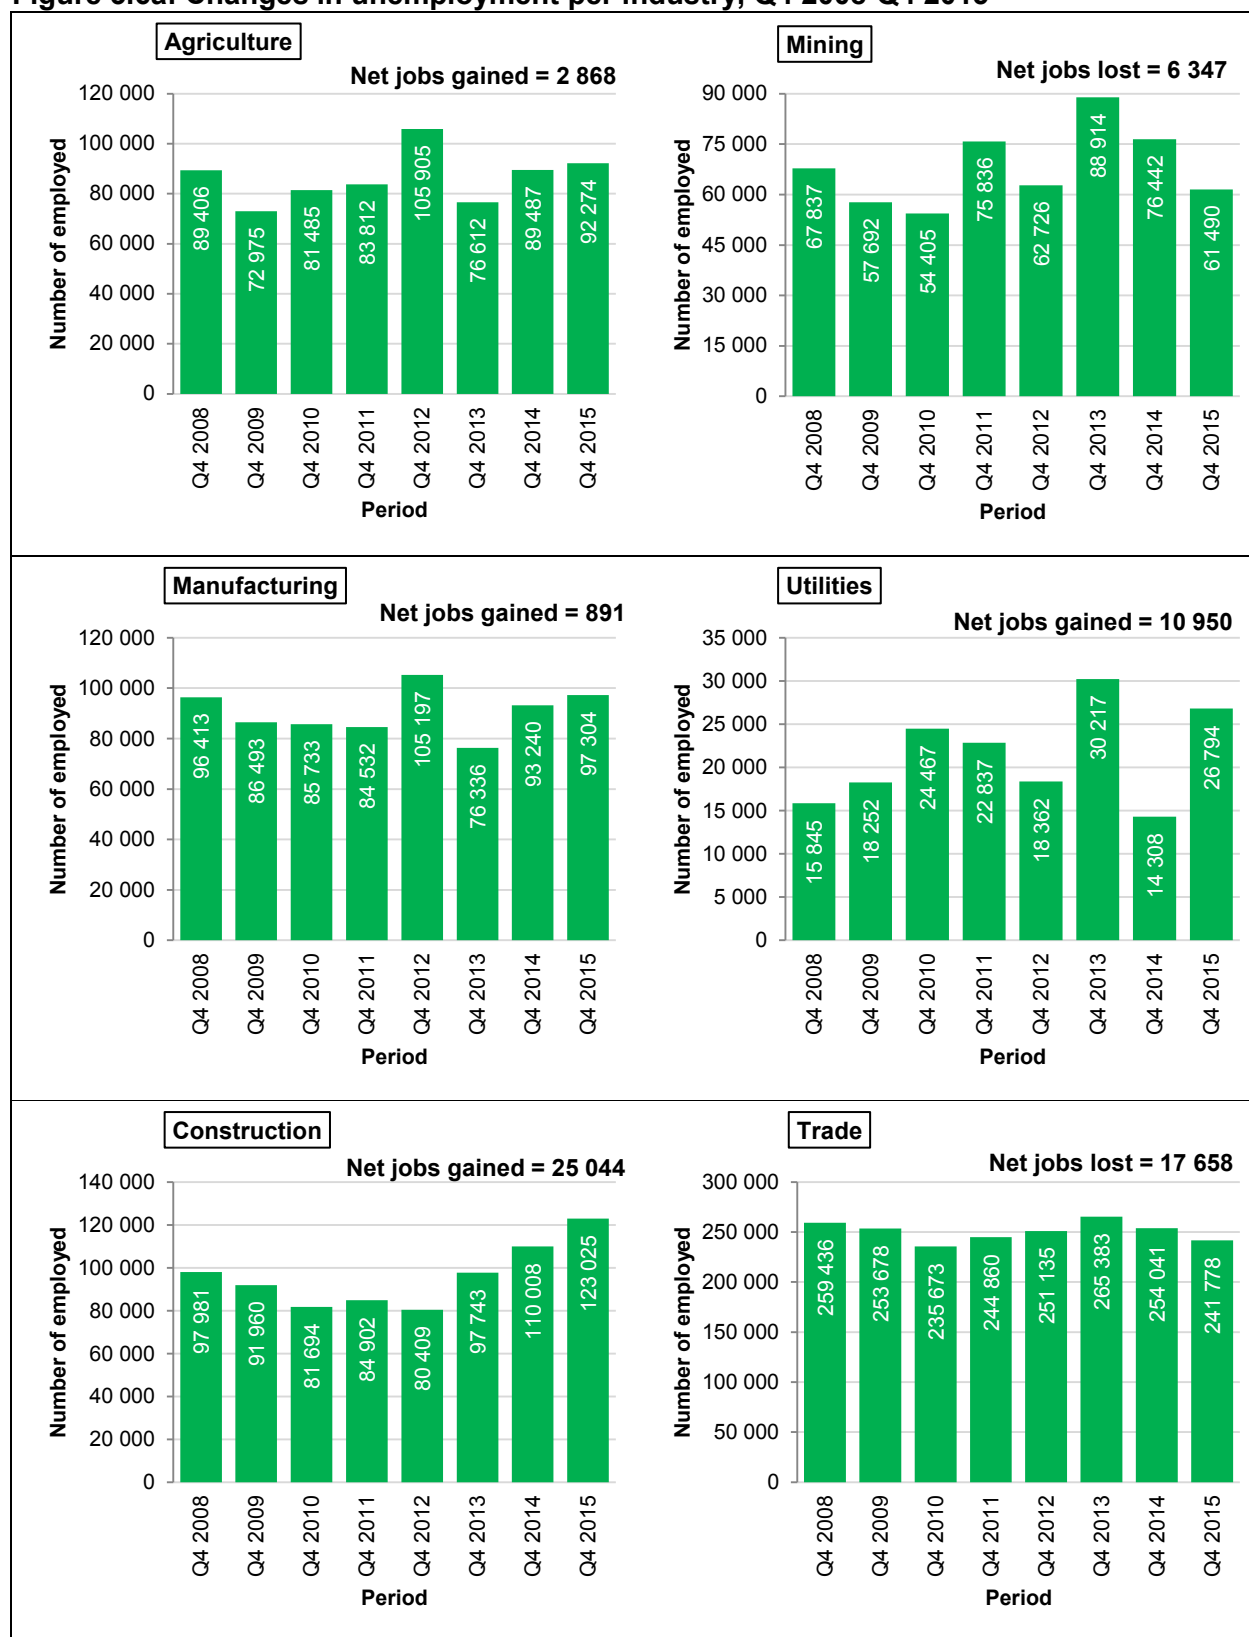 Agriculture
Net jobs gained = 2 868
Number of employed
120 000
100 000
80 000
60 000
40 000
20 000
0
89 406
72 975
81 485
83 812
105 905
76 612
89 487
92 274
Q4 2008
Q4 2009
Q4 2010
Q4 2011
Q4 2012
Q4 2013
Q4 2014
Q4 2015
Period
Mining
Net jobs lost = 6 347
Number of employed
90 000
75 000
60 000
45 000
30 000
15 000
0
67 837
57 692
54 405
75 836
62 726
88 914
76 442
61 490
Q4 2008
Q4 2009
Q4 2010
Q4 2011
Q4 2012
Q4 2013
Q4 2014
Q4 2015
Period
Manufacturing
Net jobs gained = 891
Number of employed
120 000
100 000
80 000
60 000
40 000
20 000
0
96 413
86 493
85 733
84 532
105 197
76 336
93 240
97 304
Q4 2008
Q4 2009
Q4 2010
Q4 2011
Q4 2012
Q4 2013
Q4 2014
Q4 2015
Period
Utilities
Net jobs gained = 10 950
Number of employed
35 000
30 000
25 000
20 000
15 000
10 000
5 000
0
15 845
18 252
24 467
22 837
18 362
30 217
14 308
26 794
Q4 2008
Q4 2009
Q4 2010
Q4 2011
Q4 2012
Q4 2013
Q4 2014
Q4 2015
Period
Construction
Net jobs gained = 25 044
Number of employed
140 000
120 000
100 000
80 000
60 000
40 000
20 000
0
97 981
91 960
81 694
84 902
80 409
97 743
110 008
123 025
Q4 2008
Q4 2009
Q4 2010
Q4 2011
Q4 2012
Q4 2013
Q4 2014
Q4 2015
Period
Trade
Net jobs lost = 17 658
Number of employed
300 000
250 000
200 000
150 000
100 000
50 000
0
259 436
253 678
235 673
244 860
251 135
265 383
254 041
241 778
Q4 2008
Q4 2009
Q4 2010
Q4 2011
Q4 2012
Q4 2013
Q4 2014
Q4 2015
Period